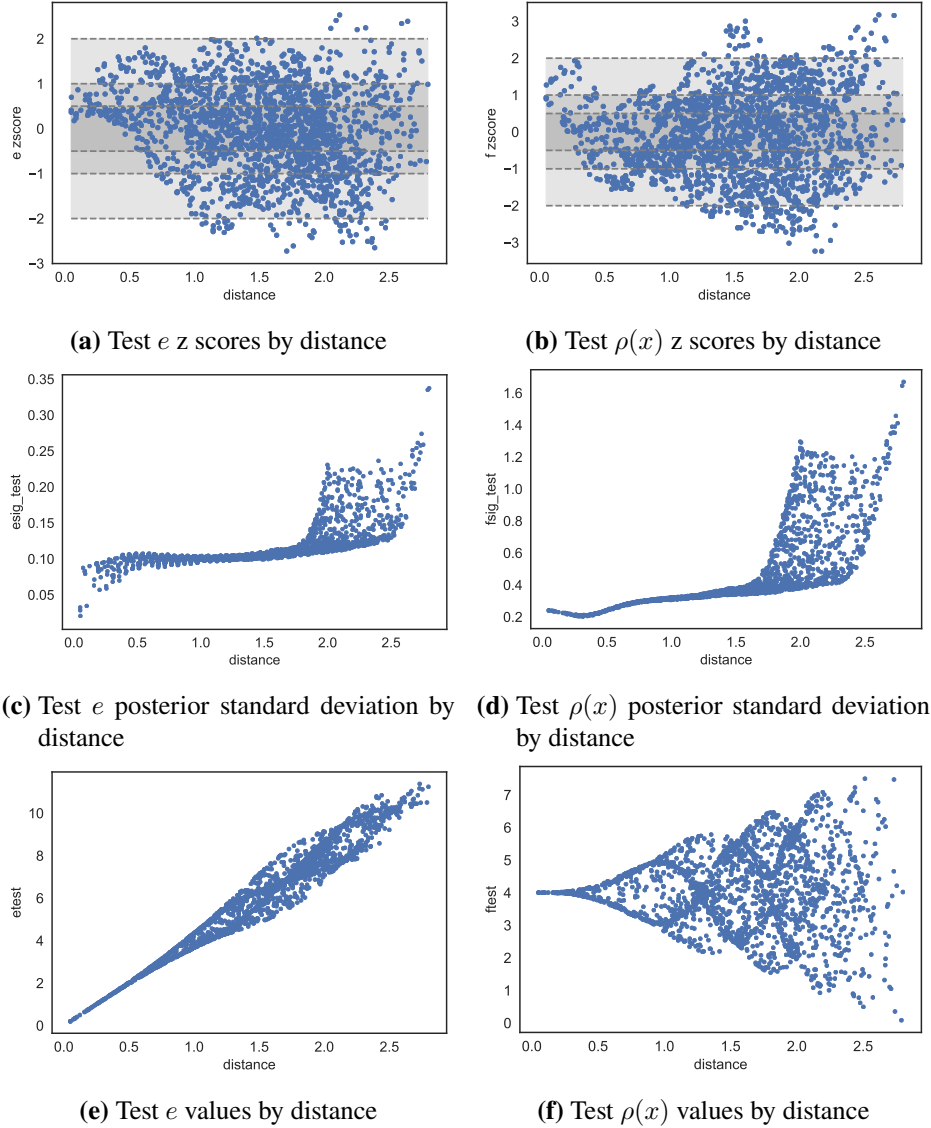 2
1
0
−1
−2
−3
e zscore
0.0 0.5 1.0 1.5 2.0 2.5
distance
3
2
1
0
−1
−2
−3
f zscore
0.0 0.5 1.0 1.5 2.0 2.5
distance
(a) Test e z scores by distance
(b) Test ρ(x) z scores by distance
0.35
0.30
0.25
0.20
0.15
0.10
0.05
esig_test
0.0 0.5 1.0 1.5 2.0 2.5
distance
1.6
1.4
1.2
1.0
0.8
0.6
0.4
0.2
fsig_test
0.0 0.5 1.0 1.5 2.0 2.5
distance
(c) Test e posterior standard deviation by
distance
(d) Test ρ(x) posterior standard deviation
by distance
10
8
6
4
2
0
etest
0.0 0.5 1.0 1.5 2.0 2.5
distance
7
6
5
4
3
2
1
0
ftest
0.0 0.5 1.0 1.5 2.0 2.5
distance
(e) Test e values by distance
(f) Test ρ(x) values by distance